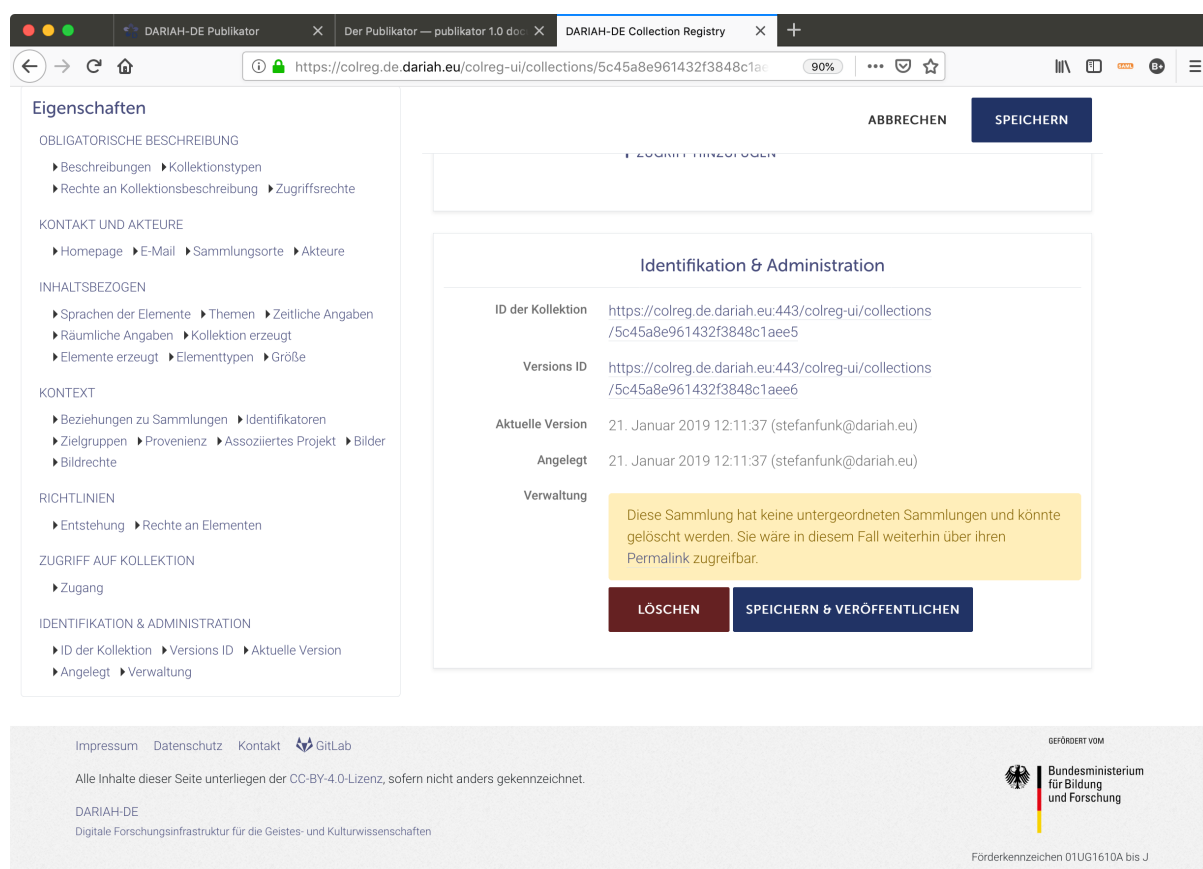 DARIAH-DE Publikator
Der Publikator — publikator 1.0 doc
DARIAH-DE Collection Registry
https://colreg.de.dariah.eu/colreg-ui/collections/5c45a8e961432f3848c1ae
90%
Eigenschaften
OBLIGATORISCHE BESCHREIBUNG
Beschreibungen Kollektionstypen
Rechte an Kollektionsbeschreibung Zugriffsrechte
KONTAKT UND AKTEURE
Homepage E-Mail Sammlungsorte Akteure
INHALTSBEZOGEN
Sprachen der Elemente Themen Zeitliche Angaben
Räumliche Angaben Kollektion erzeugt
Elemente erzeugt Elementtypen Größe
KONTEXT
Beziehungen zu Sammlungen Identifikatoren
Zielgruppen Provenienz Assoziiertes Projekt Bilder
Bildrechte
RICHTLINIEN
Entstehung Rechte an Elementen
ZUGRIFF AUF KOLLEKTION
Zugang
IDENTIFIKATION & ADMINISTRATION
ID der Kollektion Versions ID Aktuelle Version
Angelegt Verwaltung
ABBRECHEN
SPEICHERN
ZUGRIFF HINZUFÜGEN
Identifikation & Administration
ID der Kollektion https://colreg.de.dariah.eu:443/colreg-ui/collections
/5c45a8e961432f3848c1aee5
Versions ID https://colreg.de.dariah.eu:443/colreg-ui/collections
/5c45a8e961432f3848c1aee6
Aktuelle Version 21. Januar 2019 12:11:37 (stefanfunk@dariah.eu)
Angelegt 21. Januar 2019 12:11:37 (stefanfunk@dariah.eu)
Verwaltung
Diese Sammlung hat keine untergeordneten Sammlungen und könnte
gelöscht werden. Sie wäre in diesem Fall weiterhin über ihren
Permalink zugreifbar.
LÖSCHEN
SPEICHERN & VERÖFFENTLICHEN
Impressum Datenschutz Kontakt GitLab
Alle Inhalte dieser Seite unterliegen der CC-BY-4.0-Lizenz, sofern nicht anders gekennzeichnet.
DARIAH-DE
Digitale Forschungsinfrastruktur für die Geistes- und Kulturwissenschaften
GEFÖRDERT VOM
Bundesministerium
für Bildung
und Forschung
Förderkennzeichen 01UG1610A bis J